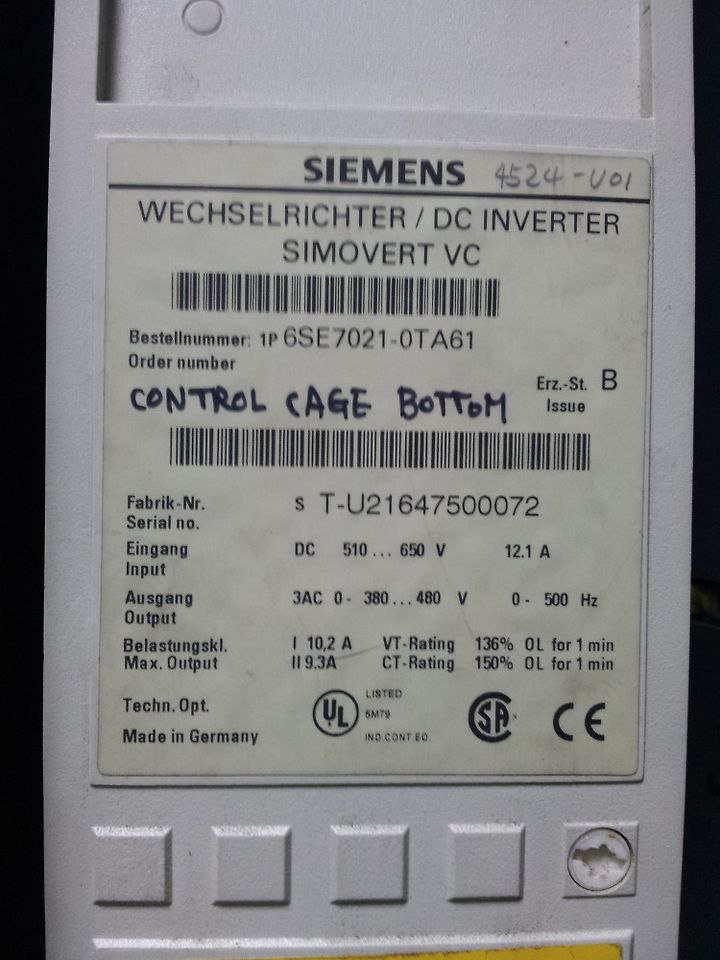 SIEMENS 4524-U01
WECHSELRICHTER / DC INVERTER
SIMOVERT VC
Bestellnummer: 1P 6SE7021-0TA61
Order number
Erz.-St. B
Issue
CONTROL CAGE BOTTOM
Fabrik-Nr. S T-U21647500072
Serial no.
Eingang DC 510...650 V 12.1 A
Input
Ausgang 3AC 0- 380...480 V 0- 500 Hz
Output
Belastungskl. I 10,2 A VT-Rating 136% OL for 1 min
Max. Output II 9.3A CT-Rating 150% OL for 1 min
Techn. Opt.
Made in Germany
UL LISTED
5M79
IND.CONT.EQ.
SA
CE